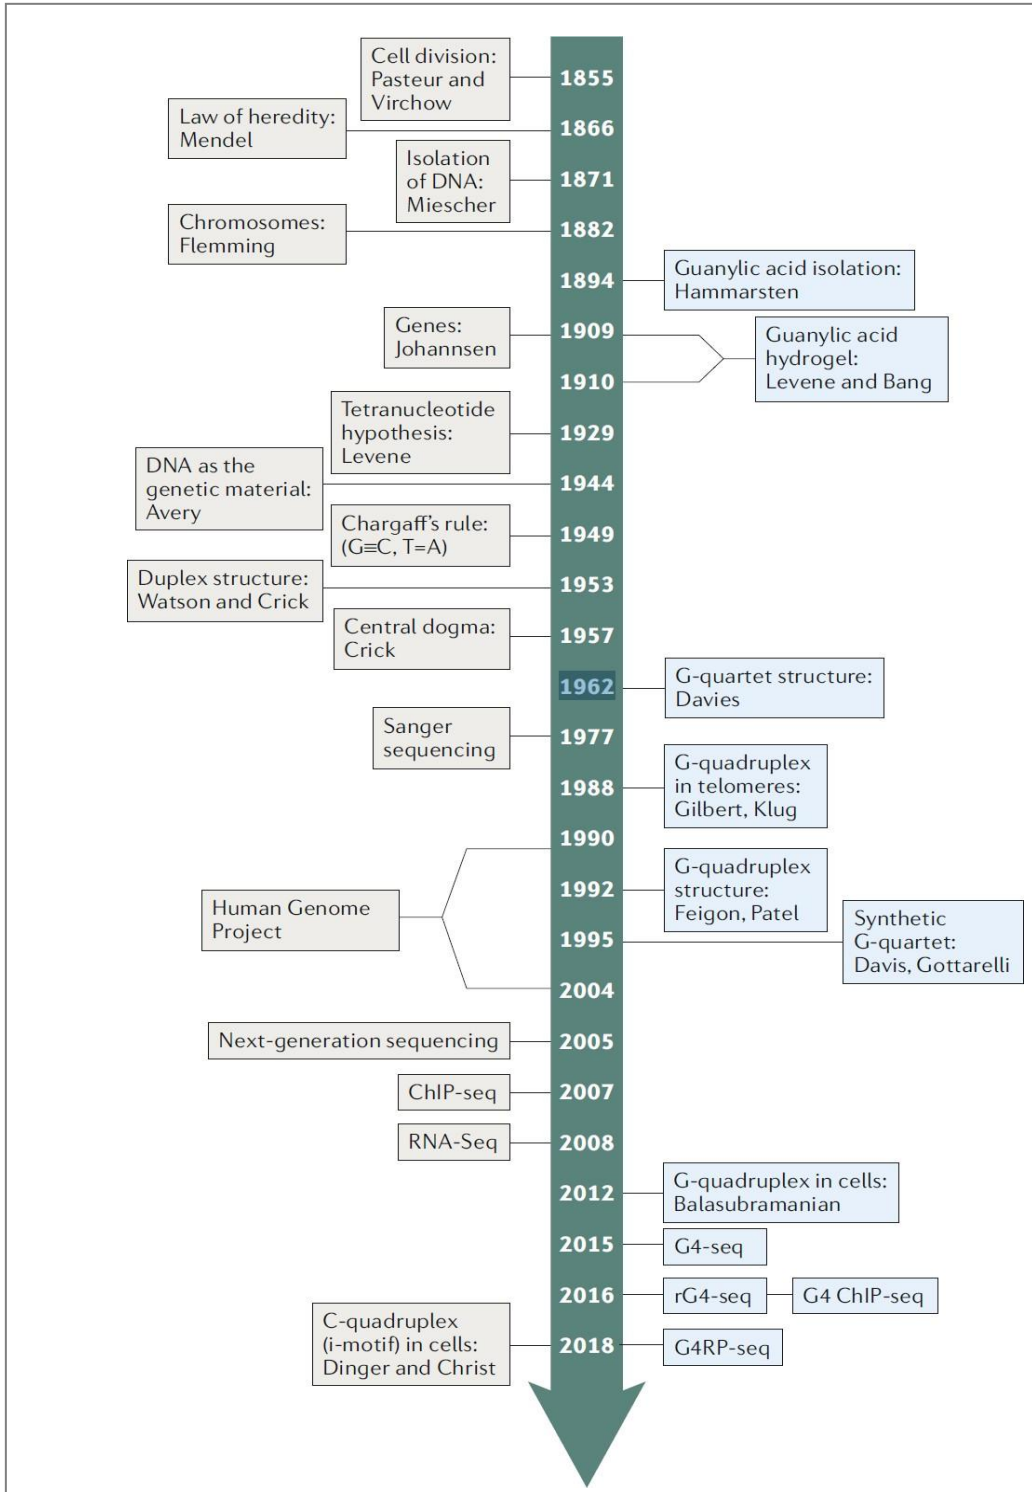 Cell division:
Pasteur and
Virchow
1855
Law of heredity:
Mendel
1866
Isolation
of DNA:
Miescher
1871
Chromosomes:
Flemming
1882
1894
Guanylic acid isolation:
Hammarsten
Genes:
Johannsen
1909
Guanylic acid
hydrogel:
Levene and Bang
1910
Tetranucleotide
hypothesis:
Levene
1929
DNA as the
genetic material:
Avery
1944
Chargaff’s rule:
(G≡C, T=A)
1949
Duplex structure:
Watson and Crick
1953
Central dogma:
Crick
1957
1962
G-quartet structure:
Davies
Sanger
sequencing
1977
1988
G-quadruplex
in telomeres:
Gilbert, Klug
1990
Human Genome
Project
1992
G-quadruplex
structure:
Feigon, Patel
1995
Synthetic
G-quartet:
Davis, Gottarelli
2004
Next-generation sequencing
2005
ChIP-seq
2007
RNA-Seq
2008
2012
G-quadruplex in cells:
Balasubramanian
2015
G4-seq
2016
rG4-seq
G4 ChIP-seq
C-quadruplex
(i-motif) in cells:
Dinger and Christ
2018
G4RP-seq